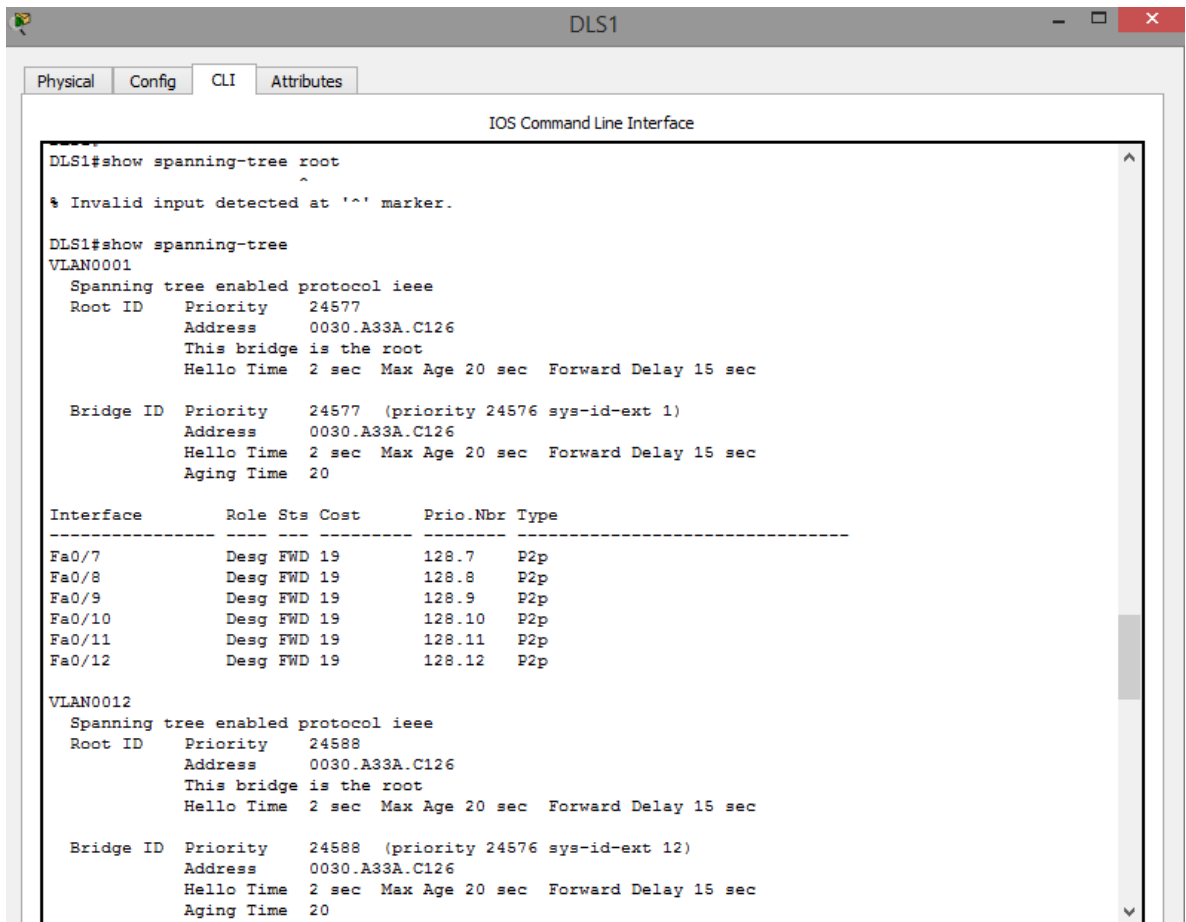 DLS1
Physical Config CLI Attributes
IOS Command Line Interface
DLS1#show spanning-tree root
^
% Invalid input detected at '^' marker.
DLS1#show spanning-tree
VLAN0001
Spanning tree enabled protocol ieee
Root ID Priority 24577
Address 0030.A33A.C126
This bridge is the root
Hello Time 2 sec Max Age 20 sec Forward Delay 15 sec
Bridge ID Priority 24577 (priority 24576 sys-id-ext 1)
Address 0030.A33A.C126
Hello Time 2 sec Max Age 20 sec Forward Delay 15 sec
Aging Time 20
Interface Role Sts Cost Prio.Nbr Type
---------------- ---- --- --------- -------- --------------------------------
Fa0/7 Desg FWD 19 128.7 P2p
Fa0/8 Desg FWD 19 128.8 P2p
Fa0/9 Desg FWD 19 128.9 P2p
Fa0/10 Desg FWD 19 128.10 P2p
Fa0/11 Desg FWD 19 128.11 P2p
Fa0/12 Desg FWD 19 128.12 P2p
VLAN0012
Spanning tree enabled protocol ieee
Root ID Priority 24588
Address 0030.A33A.C126
This bridge is the root
Hello Time 2 sec Max Age 20 sec Forward Delay 15 sec
Bridge ID Priority 24588 (priority 24576 sys-id-ext 12)
Address 0030.A33A.C126
Hello Time 2 sec Max Age 20 sec Forward Delay 15 sec
Aging Time 20